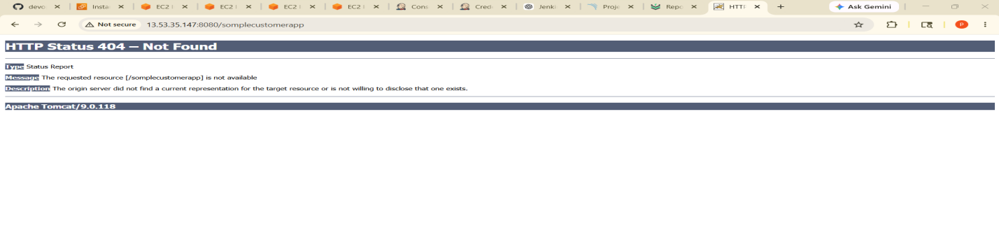 devo Insta EC2 I EC2 I EC2 I EC2 I Cons Cred Jenki Proje Repo HTTP Ask Gemini
Not secure 13.53.35.147:8080/somplecustomerapp P
HTTP Status 404 – Not Found
Type Status Report
Message The requested resource [/somplecustomerapp] is not available
Description The origin server did not find a current representation for the target resource or is not willing to disclose that one exists.
Apache Tomcat/9.0.118